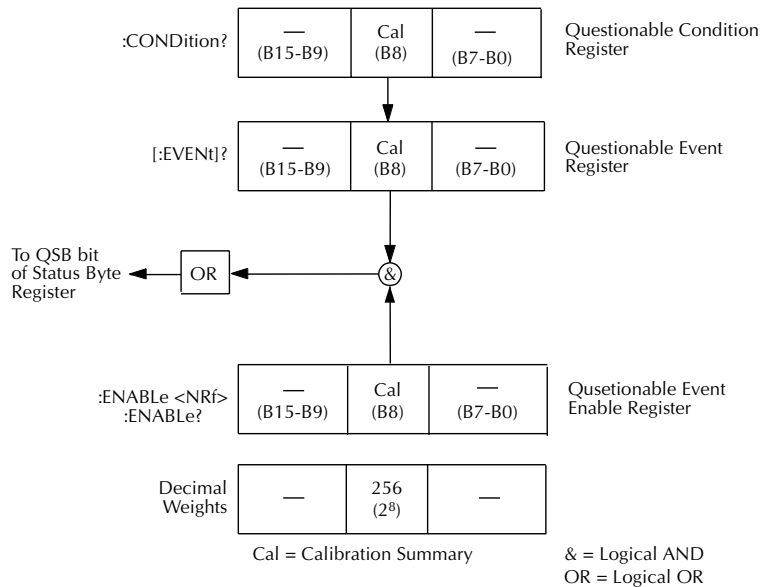 :CONDition?
—
(B15-B9)
Cal
(B8)
—
(B7-B0)
Questionable Condition
Register
[:EVENt]?
—
(B15-B9)
Cal
(B8)
—
(B7-B0)
Questionable Event
Register
To QSB bit
of Status Byte
Register
OR
&
:ENABLe <NRf>
:ENABLe?
—
(B15-B9)
Cal
(B8)
—
(B7-B0)
Qusetionable Event
Enable Register
Decimal
Weights
—
256
(2⁸)
—
Cal = Calibration Summary
& = Logical AND
OR = Logical OR